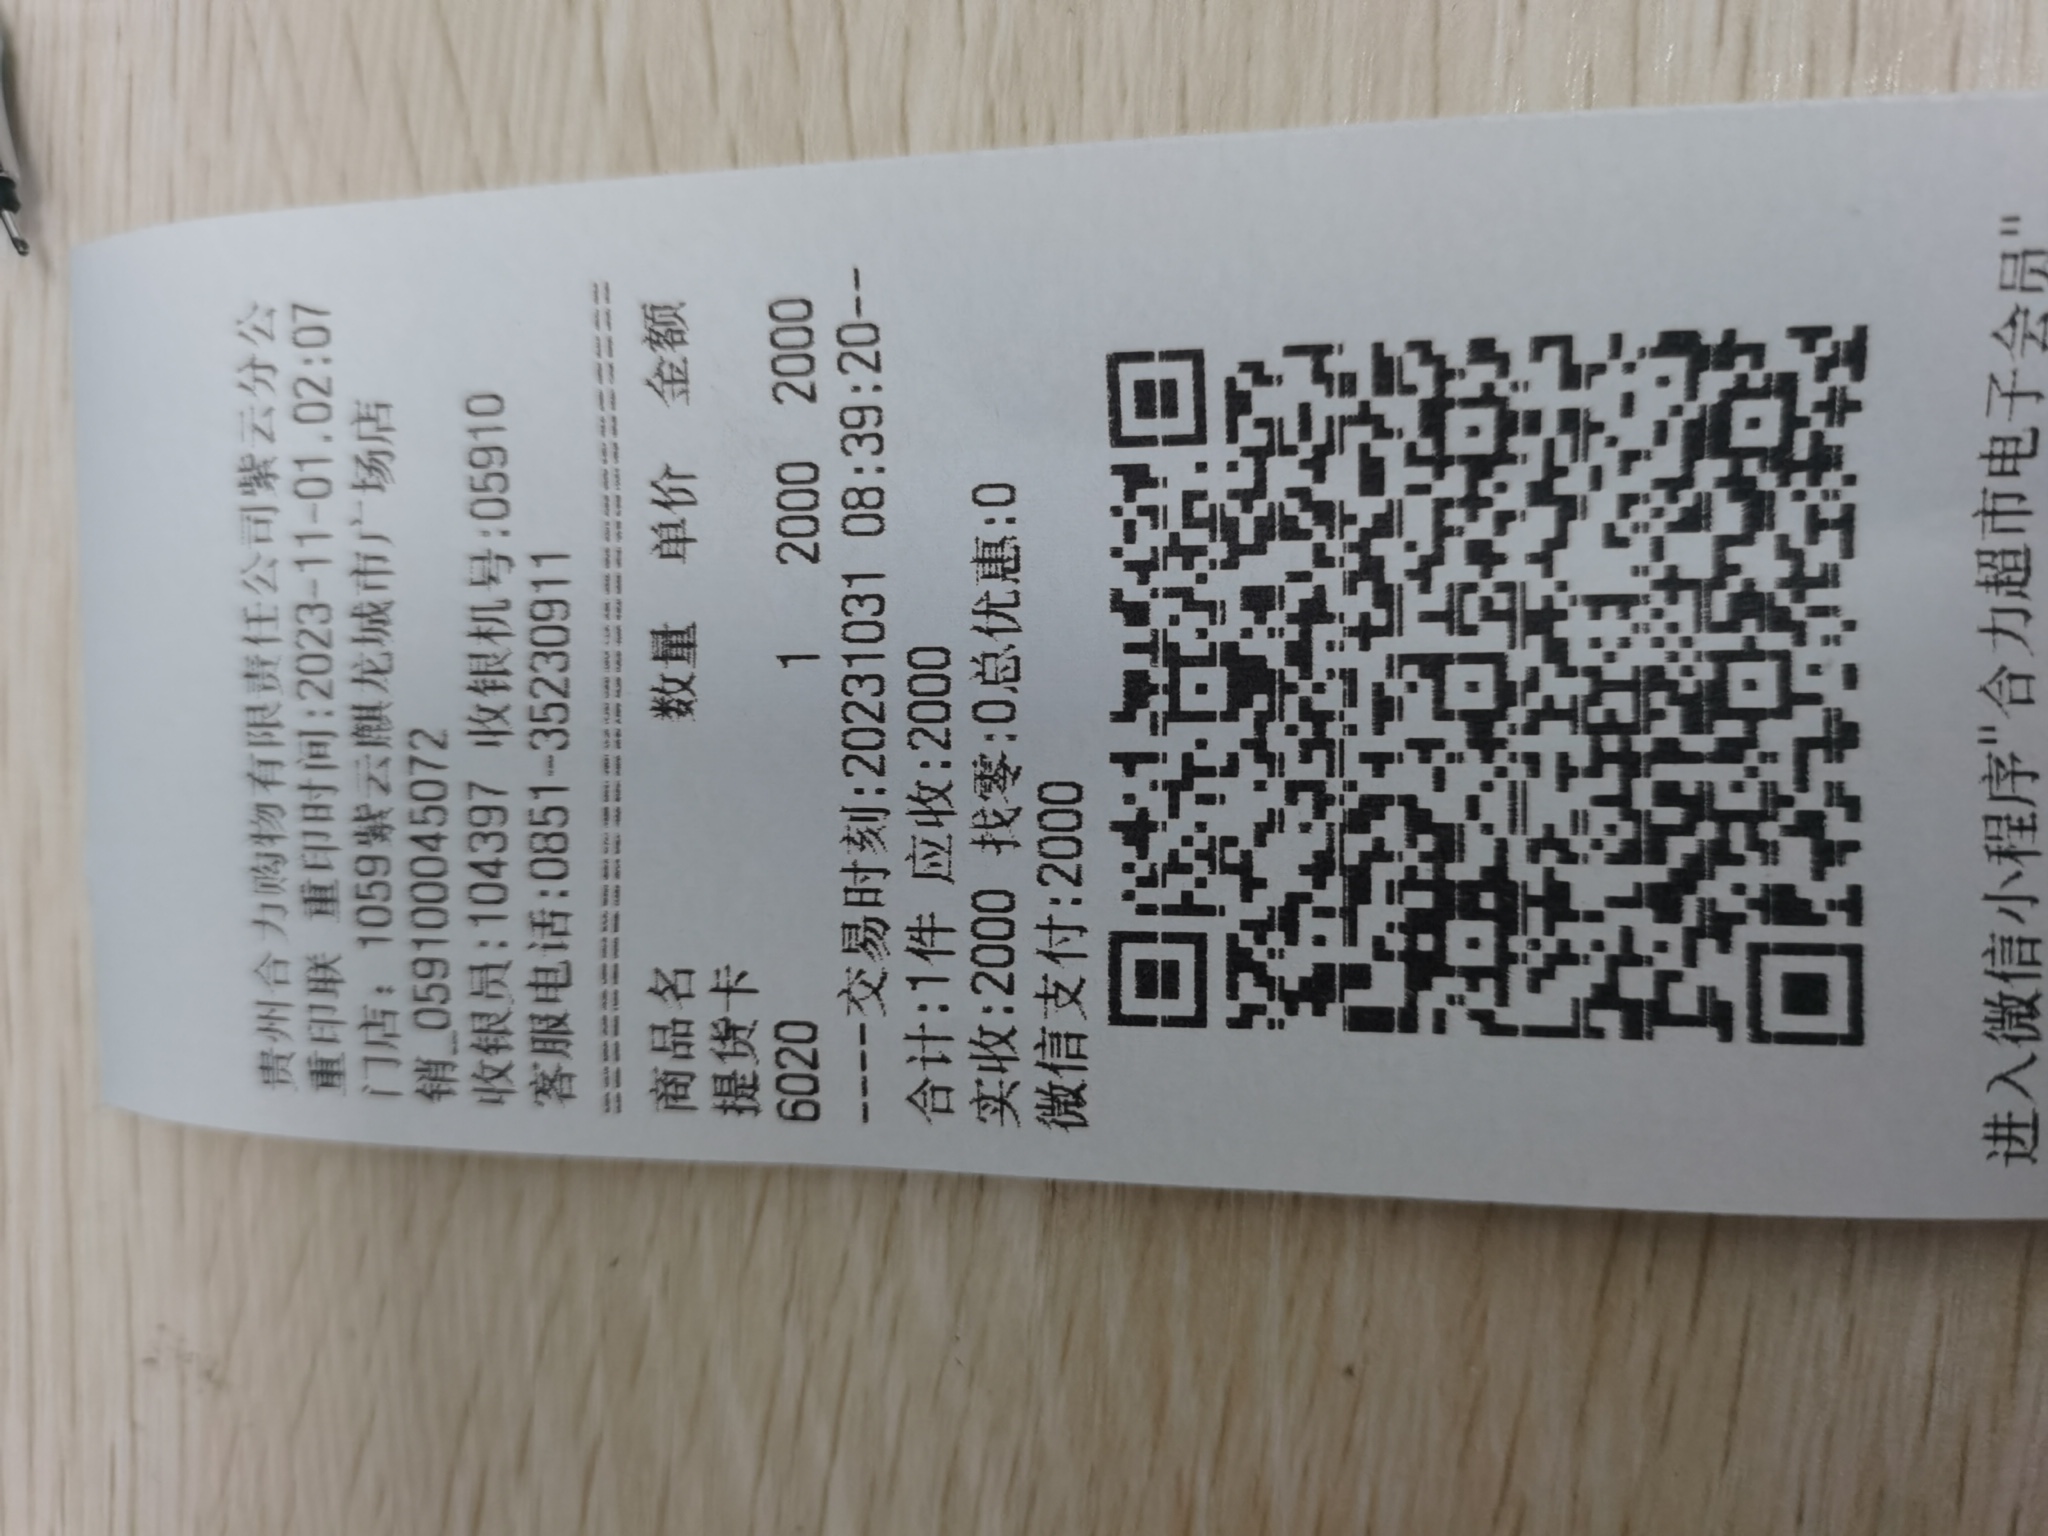 贵州合力购物有限责任公司紫云分公
重印联 重印时间:2023-11-01.02:07
门店: 1059紫云麒龙城市广场店
销_0591000045072
收银员:104397 收银机号:05910
客服电话:0851-35230911
==============================
商品名 数量 单价 金额
提货卡
6020 1 2000 2000
----交易时刻:20231031 08:39:20--
合计:1件 应收:2000
实收:2000 找零:0总优惠:0
微信支付:2000
进入微信小程序"合力超市电子会员"